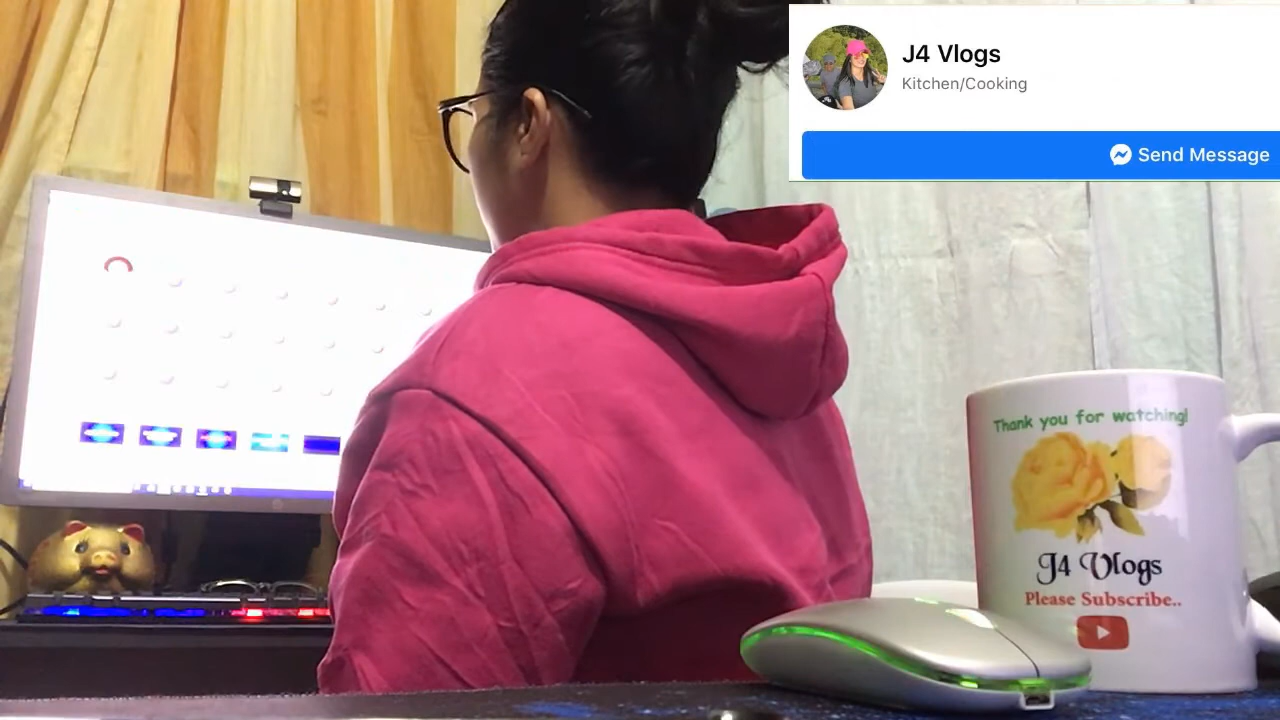 J4 Vlogs
Kitchen/Cooking
Send Message
Thank you for watching!
J4 Vlogs
Please Subscribe..